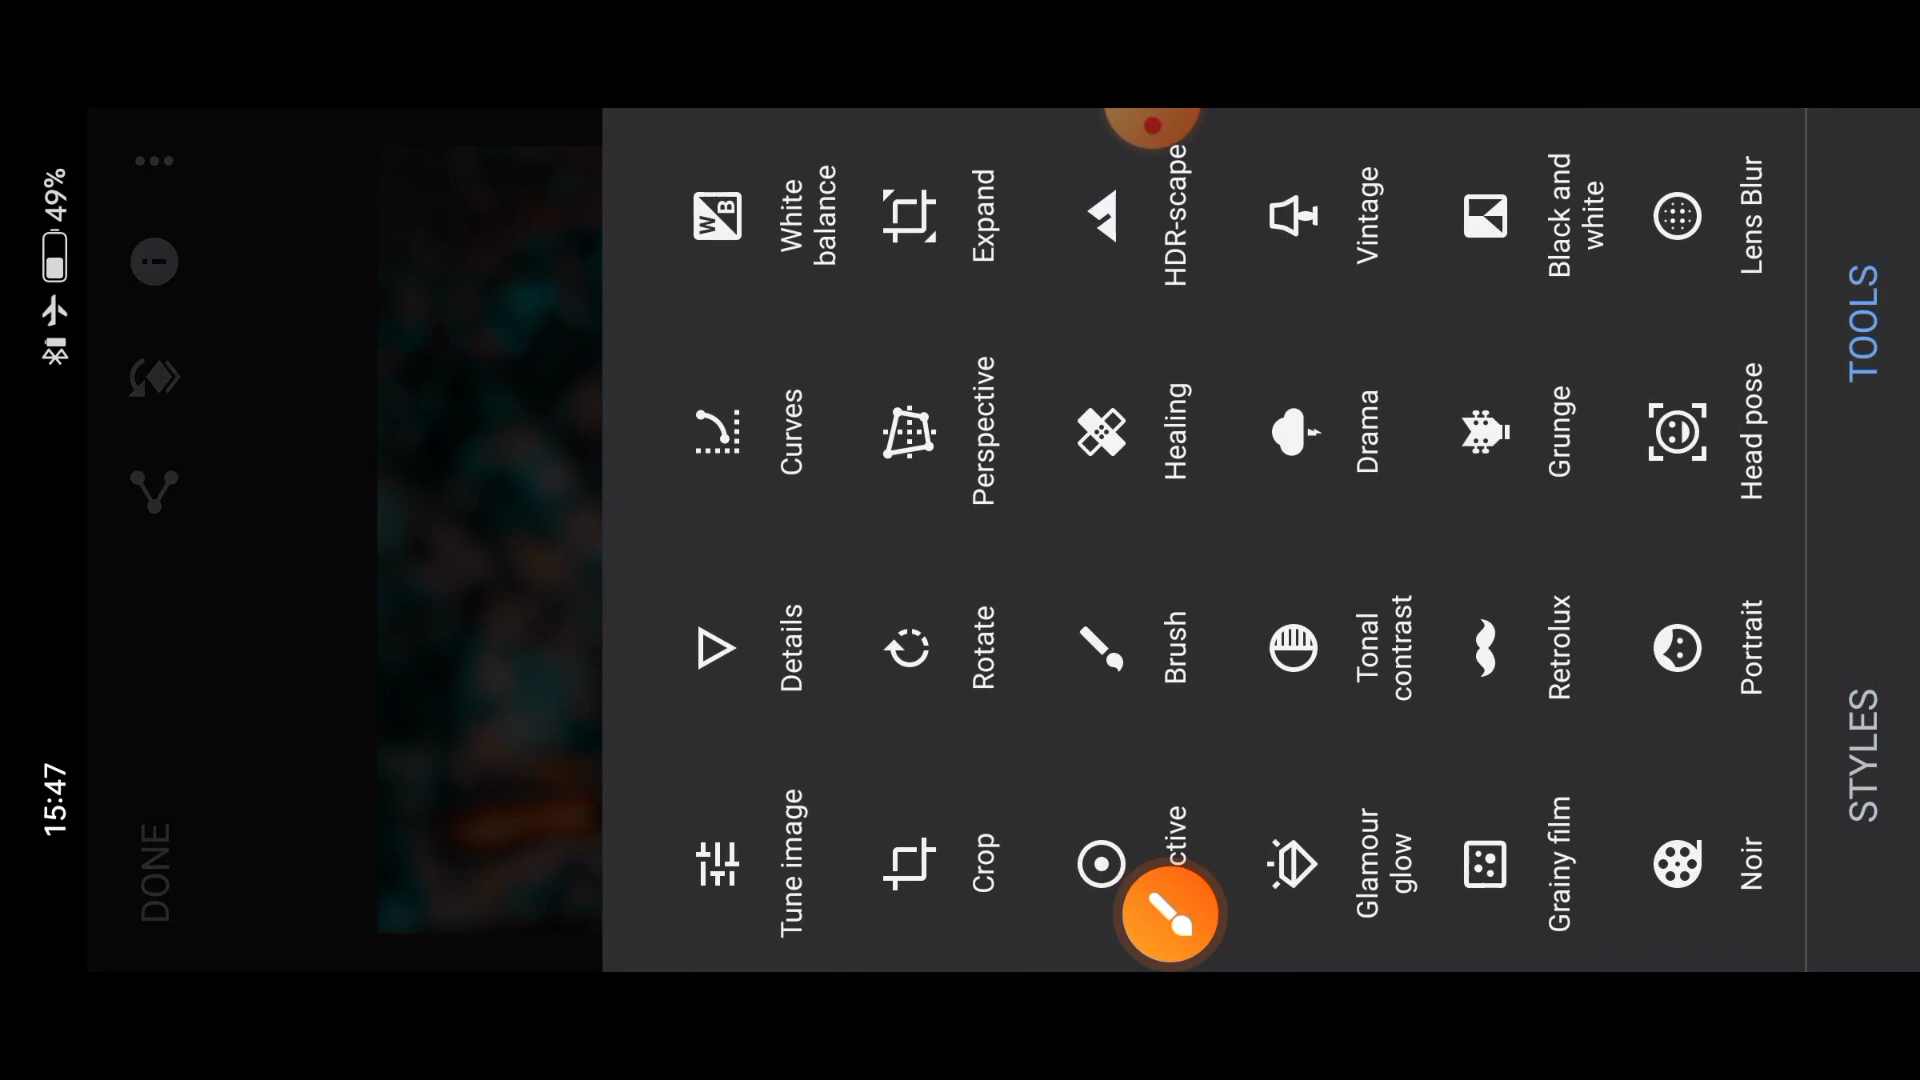 15:47
49%
DONE
Tune image
Details
Curves
White
balance
Crop
Rotate
Perspective
Expand
ctive
Brush
Healing
HDR-scape
Glamour
glow
Tonal
contrast
Drama
Vintage
Grainy film
Retrolux
Grunge
Black and
white
Noir
Portrait
Head pose
Lens Blur
STYLES
TOOLS